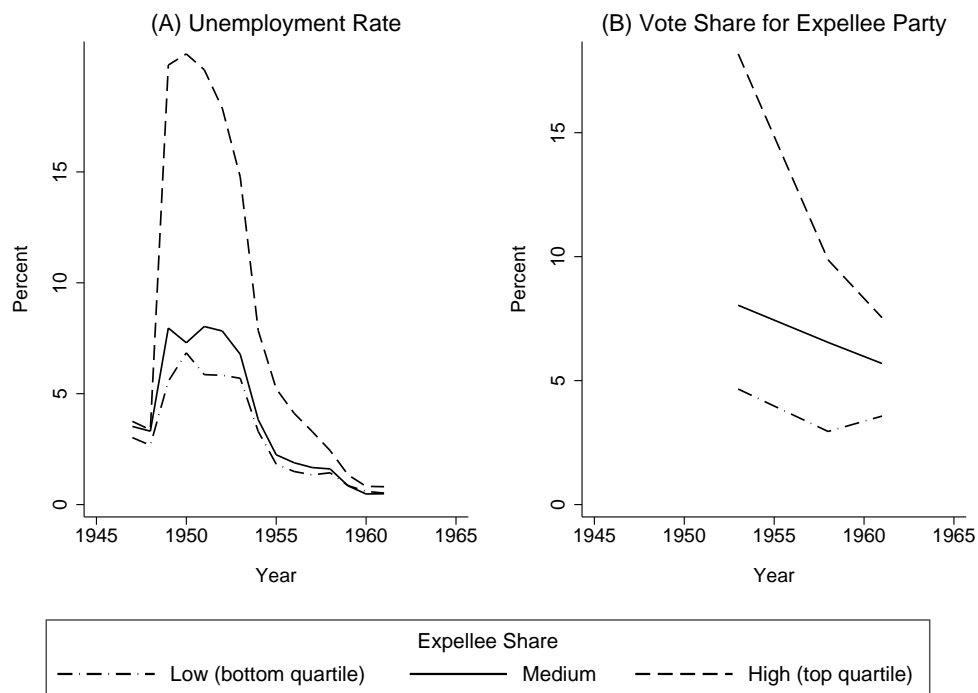 (A) Unemployment Rate
Percent
0
5
10
15
1945 1950 1955 1960 1965
Year
(B) Vote Share for Expellee Party
Percent
0
5
10
15
1945 1950 1955 1960 1965
Year
Expellee Share
Low (bottom quartile) Medium High (top quartile)